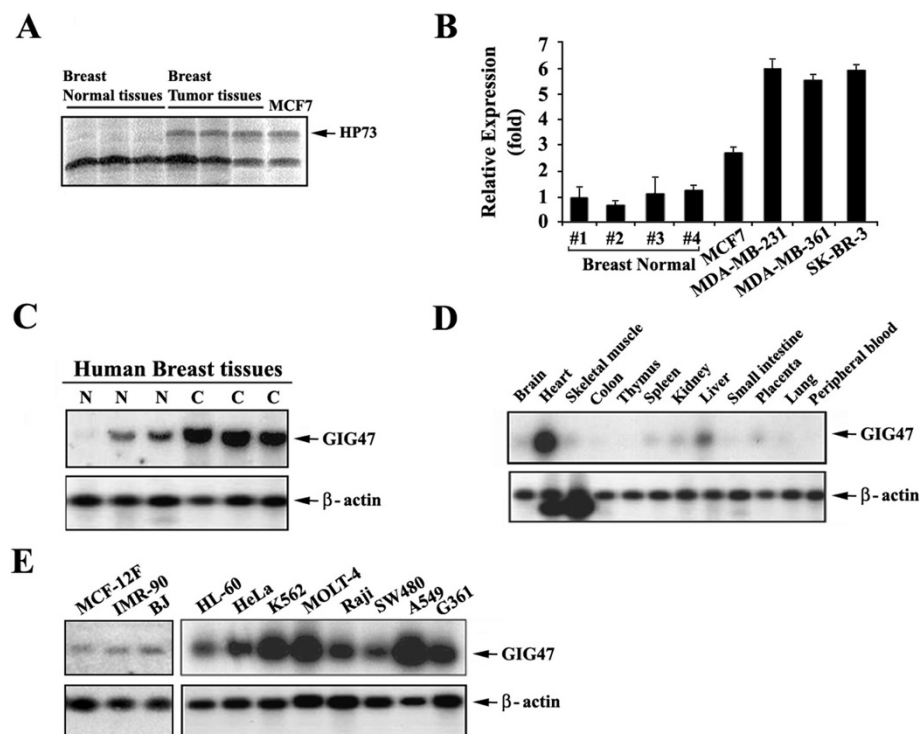 A
Breast
Normal tissues
Breast
Tumor tissues
MCF7
HP73
B
Relative Expression
(fold)
7
6
5
4
3
2
1
0
#1 #2 #3 #4
Breast Normal
MCF7
MDA-MB-231
MDA-MB-361
SK-BR-3
C
Human Breast tissues
N N N C C C
GIG47
β- actin
D
Brain
Heart
Skeletal muscle
Colon
Thymus
Spleen
Kidney
Liver
Small intestine
Placenta
Lung
Peripheral blood
GIG47
β- actin
E
MCF-12F
IMR-90
BJ
HL-60
HeLa
K562
MOLT-4
Raji
SW480
A549
G361
GIG47
β- actin